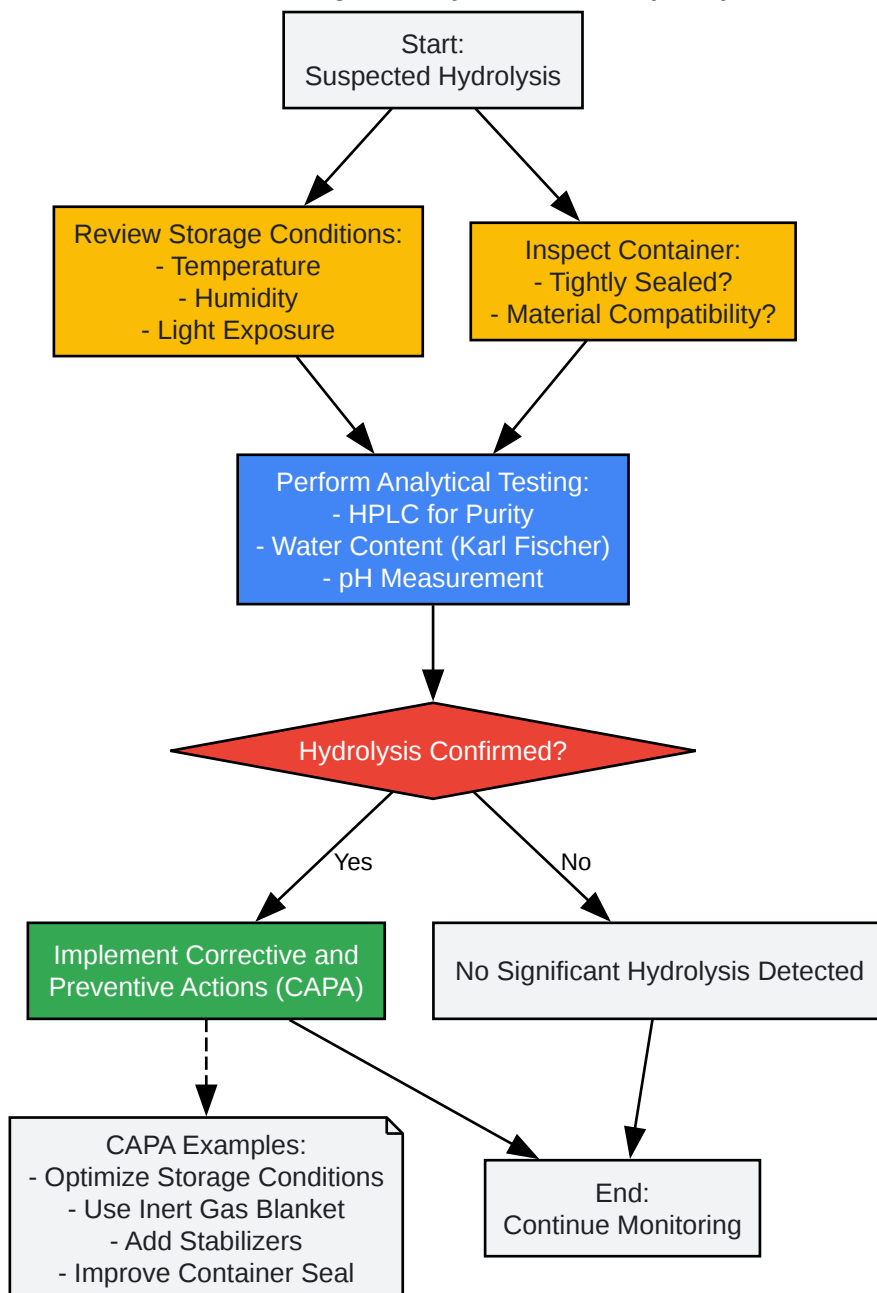 Start:
Suspected Hydrolysis
Review Storage Conditions:
- Temperature
- Humidity
- Light Exposure
Inspect Container:
- Tightly Sealed?
- Material Compatibility?
Perform Analytical Testing:
- HPLC for Purity
- Water Content (Karl Fischer)
- pH Measurement
Hydrolysis Confirmed?
Yes
No
Implement Corrective and
Preventive Actions (CAPA)
No Significant Hydrolysis Detected
CAPA Examples:
- Optimize Storage Conditions
- Use Inert Gas Blanket
- Add Stabilizers
- Improve Container Seal
End:
Continue Monitoring